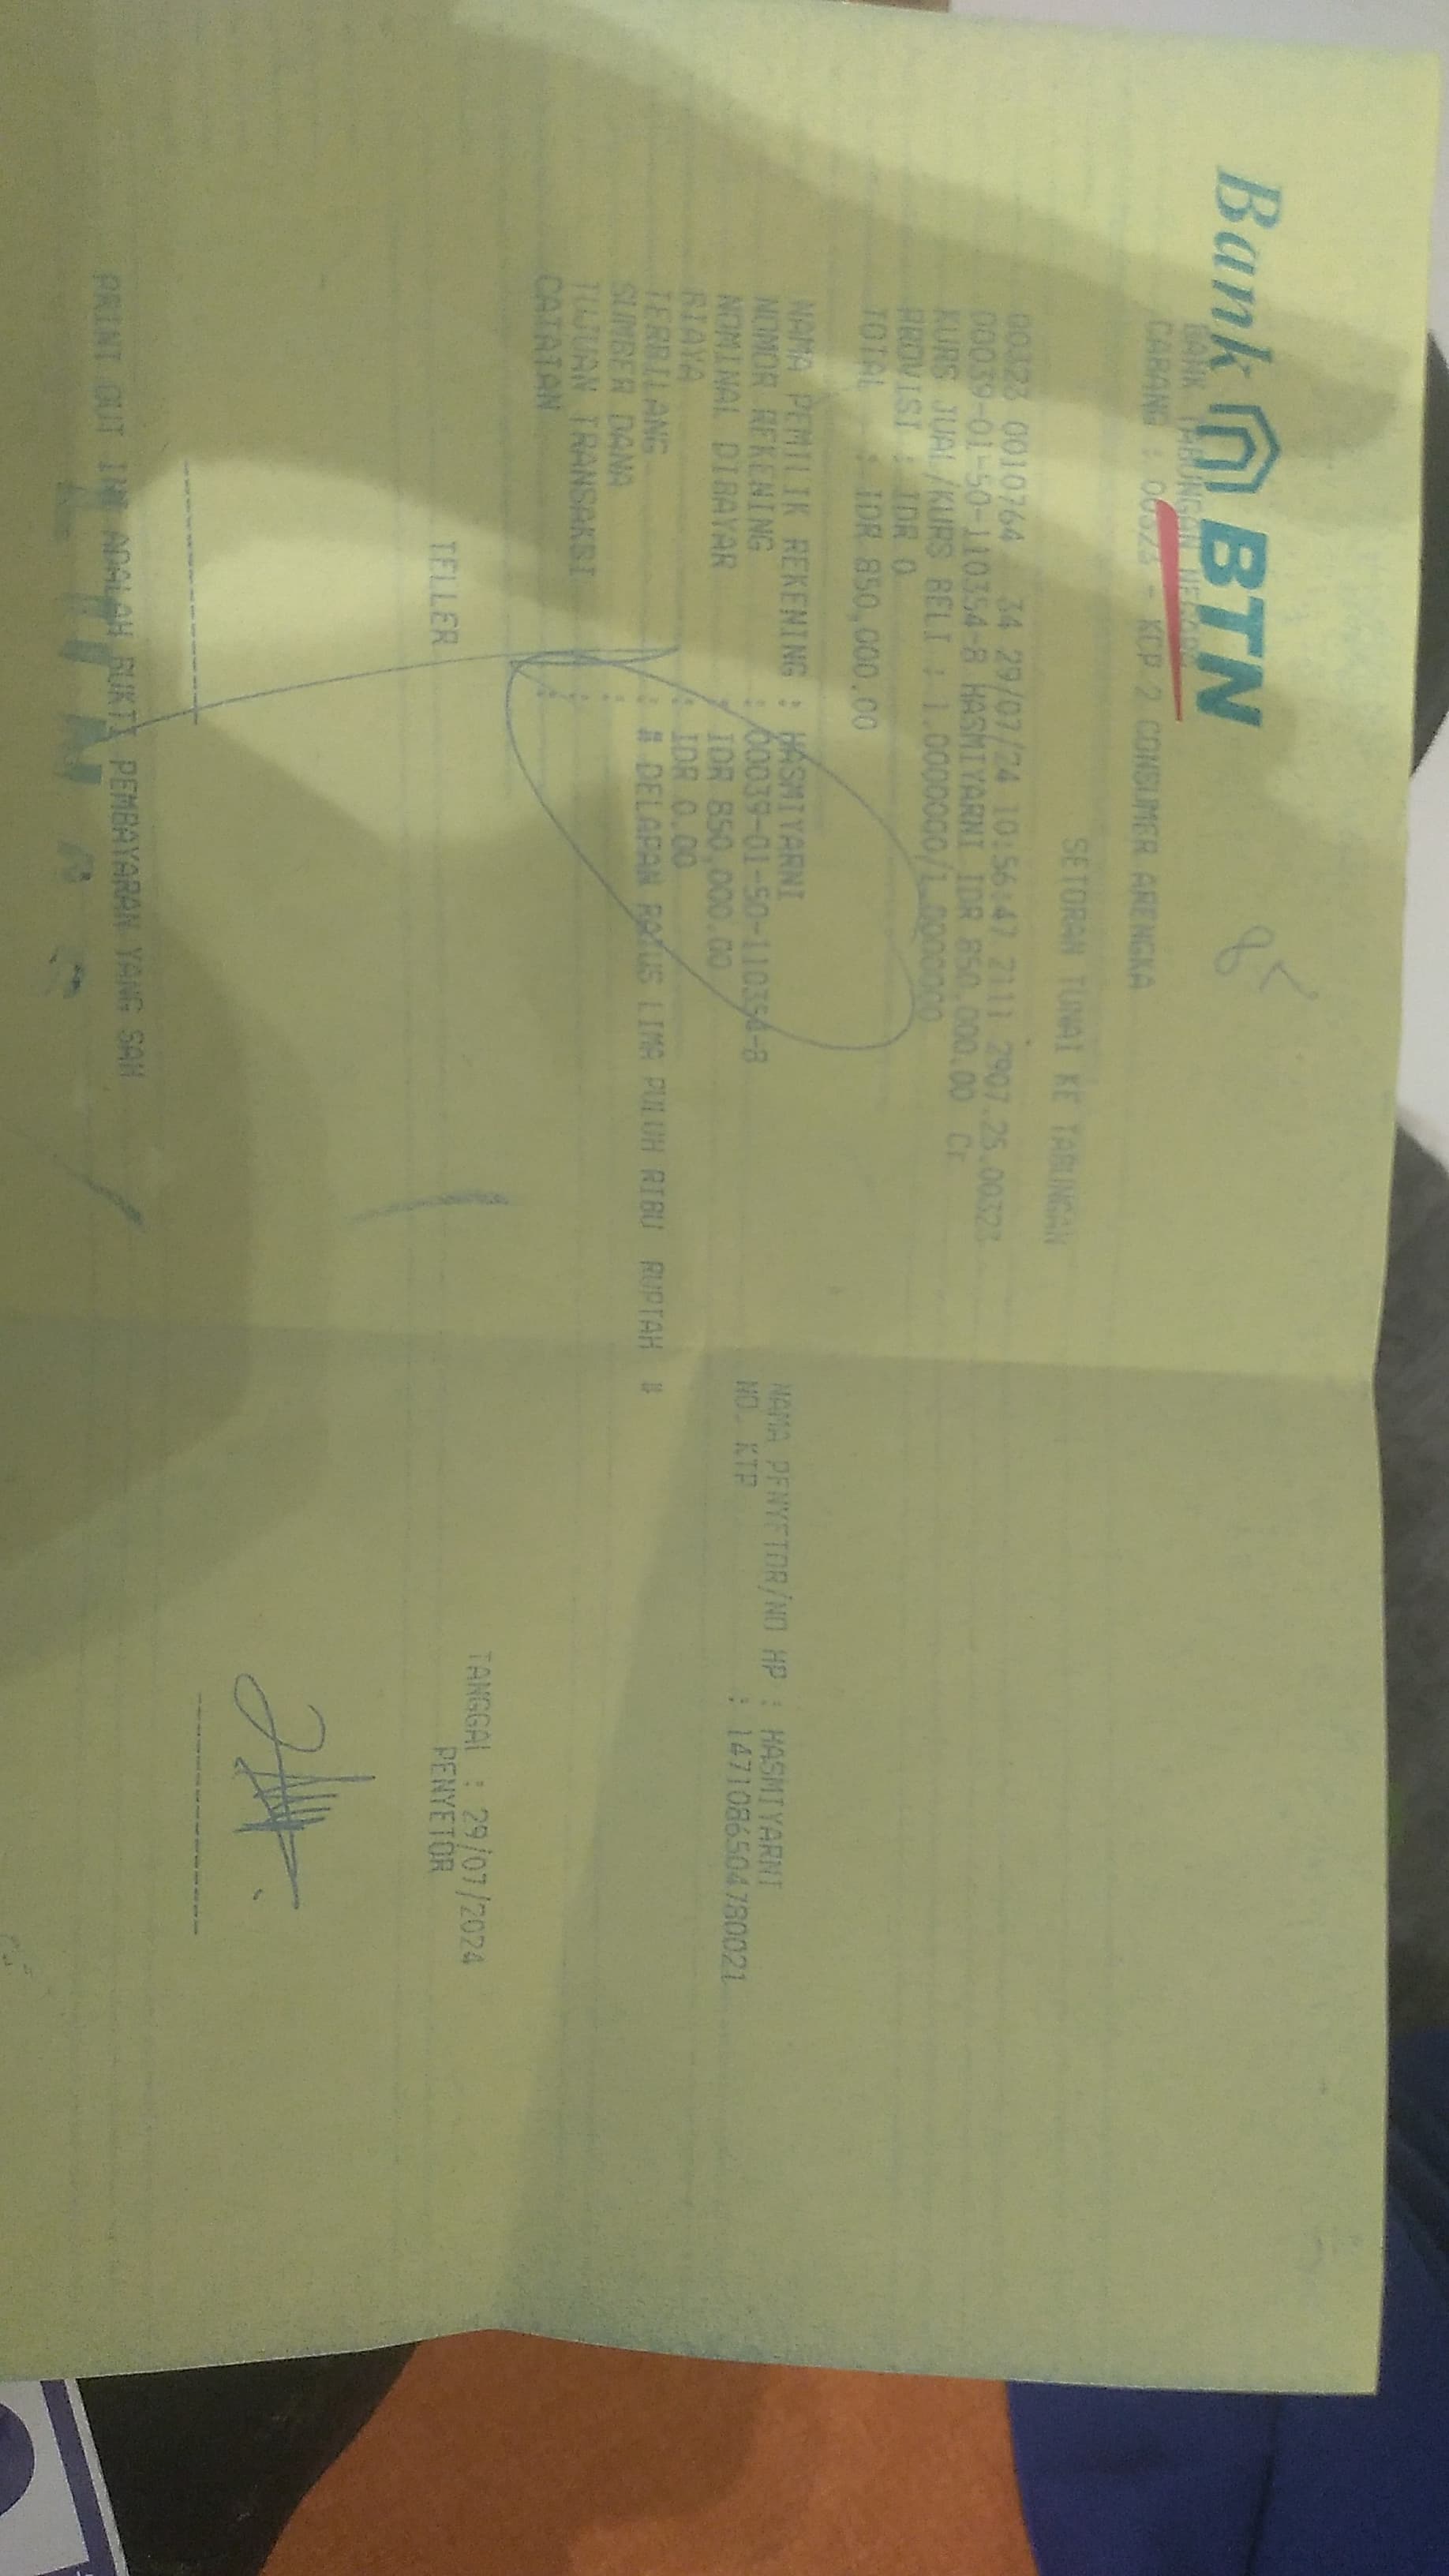 Bank BTN
BANK TABUNGAN NEGARA
CABANG : 00323 - KCP 2 CONSUMER ARENGKA
SETORAN TUNAI KE TABUNGAN
00323 0010764 34 29/07/24 10:56:47 2111 2907.25.00323
00039-01-50-110354-8 HASMIYARNI IDR 850,000.00 Cr
KURS JUAL/KURS BELI : 1.0000000/1.0000000
PROVISI : IDR 0
TOTAL : IDR 850,000.00
NAMA PEMILIK REKENING : HASMIYARNI NAMA PENYETOR/NO HP : HASMIYARNI
NOMOR REKENING : 00039-01-50-110354-8 NO. KTP : 1471086504780021
NOMINAL DIBAYAR : IDR 850,000.00
BIAYA : IDR 0.00
TERBILANG : # DELAPAN RATUS LIMA PULUH RIBU RUPIAH #
SUMBER DANA :
TUJUAN TRANSAKSI :
CATATAN :
TANGGAL : 29/07/2024
TELLER PENYETOR
PRINT OUT INI ADALAH BUKTI PEMBAYARAN YANG SAH